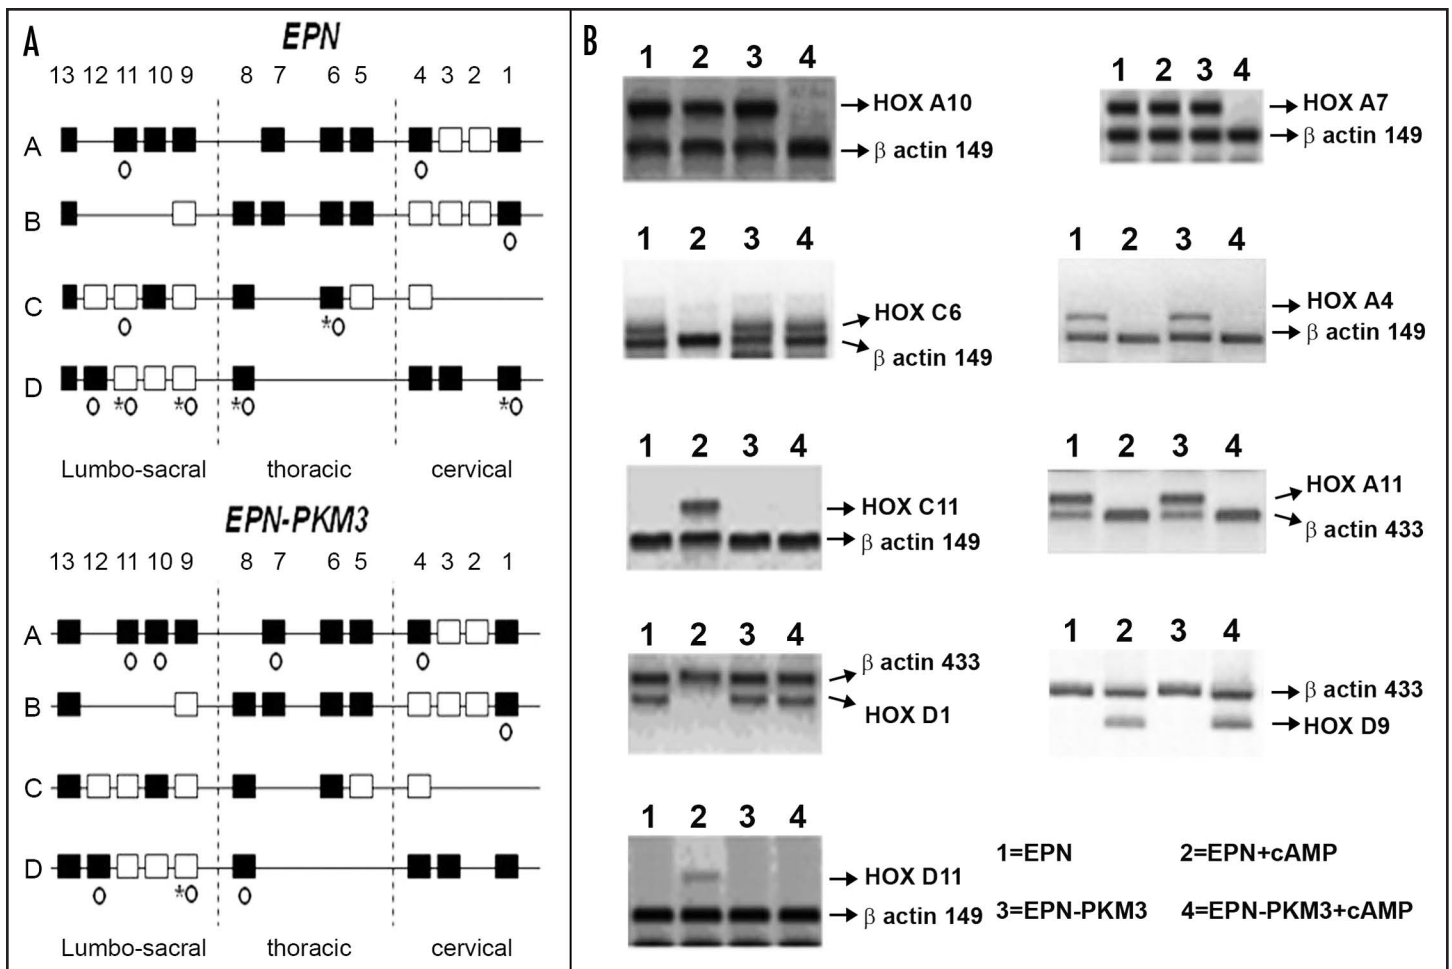 A
EPN
13 12 11 10 9 8 7 6 5 4 3 2 1
A
O O
B
O
C
O *O
D
O *O *O *O *O
Lumbo-sacral thoracic cervical
EPN-PKM3
13 12 11 10 9 8 7 6 5 4 3 2 1
A
O O O O
B
O
C
D
O *O O
Lumbo-sacral thoracic cervical
B
1 2 3 4
HOX A10
β actin 149
1 2 3 4
HOX A7
β actin 149
1 2 3 4
HOX C6
β actin 149
1 2 3 4
HOX A4
β actin 149
1 2 3 4
HOX C11
β actin 149
1 2 3 4
HOX A11
β actin 433
1 2 3 4
β actin 433
HOX D1
1 2 3 4
β actin 433
HOX D9
1 2 3 4
HOX D11
β actin 149
1=EPN 2=EPN+cAMP
3=EPN-PKM3 4=EPN-PKM3+cAMP